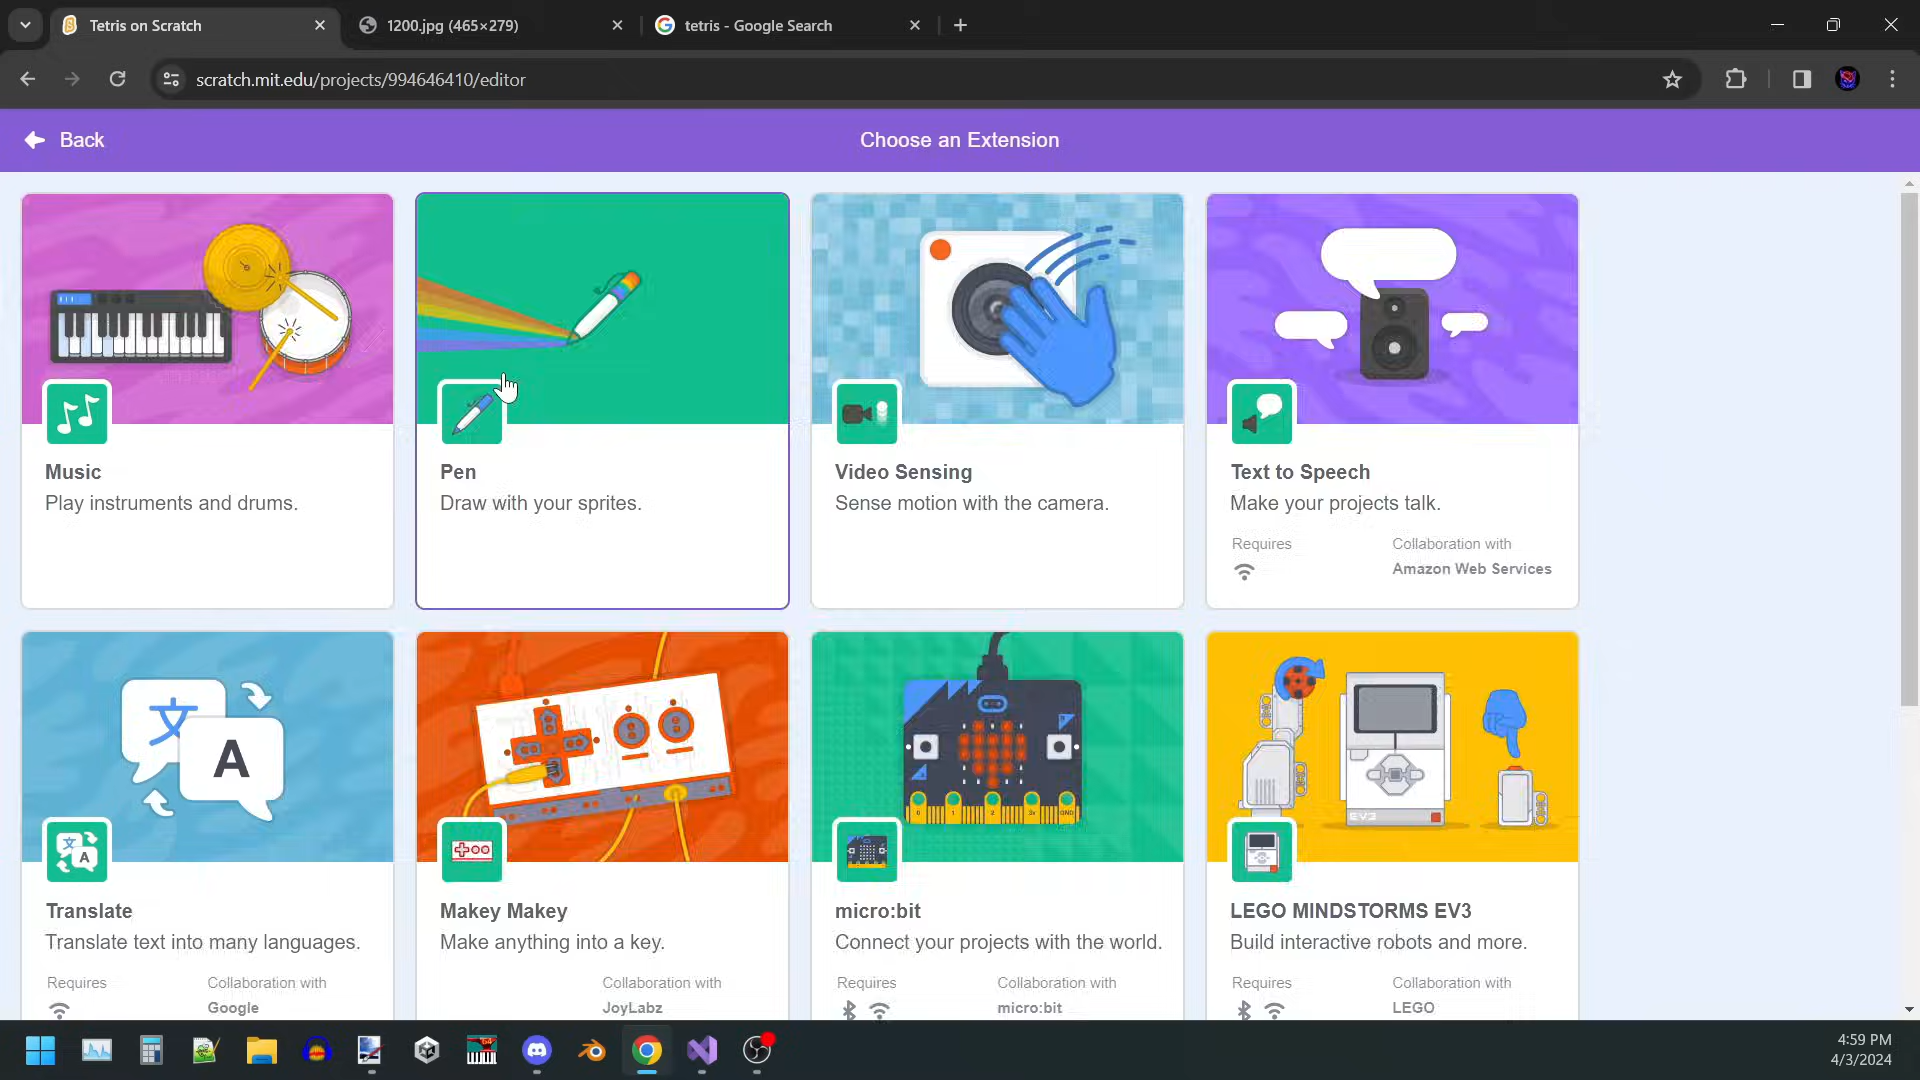 Tetris on Scratch
1200.jpg (465×279)
tetris - Google Search
scratch.mit.edu/projects/994646410/editor
Back
Choose an Extension
Music
Play instruments and drums.
Pen
Draw with your sprites.
Video Sensing
Sense motion with the camera.
Text to Speech
Make your projects talk.
Requires
Collaboration with
Amazon Web Services
文 A
EV3
Translate
Translate text into many languages.
Requires
Collaboration with
Google
Makey Makey
Make anything into a key.
Collaboration with
JoyLabz
micro:bit
Connect your projects with the world.
Requires
Collaboration with
micro:bit
LEGO MINDSTORMS EV3
Build interactive robots and more.
Requires
Collaboration with
LEGO
4:59 PM
4/3/2024